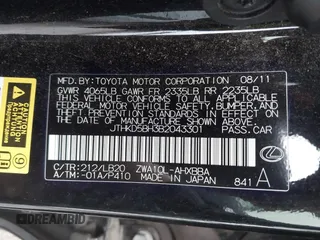 MFD.BY:TOYOTA MOTOR CORPORATION 08/11
GVWR 4065LB GAWR FR 2335LB RR 2235LB
THIS VEHICLE CONFORMS TO ALL APPLICABLE
FEDERAL MOTOR VEHICLE SAFETY, BUMPER, AND
THEFT PREVENTION STANDARDS IN EFFECT ON
THE DATE OF MANUFACTURE SHOWN ABOVE.
JTHKD5BH3B2043301 PASS.CAR
C/TR:212/LB20 ZWA10L-AHXBBA
A/TM:-01A/P410 MADE IN JAPAN 841 A
9
DREAMBID